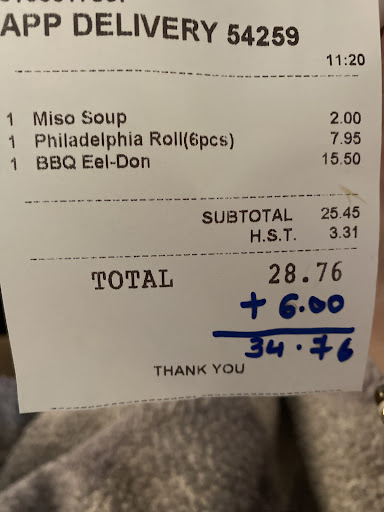 APP DELIVERY 54259
11:20
1 Miso Soup 2.00
1 Philadelphia Roll(6pcs) 7.95
1 BBQ Eel-Don 15.50
SUBTOTAL 25.45
H.S.T. 3.31
TOTAL 28.76
+ 6.00
34.76
THANK YOU